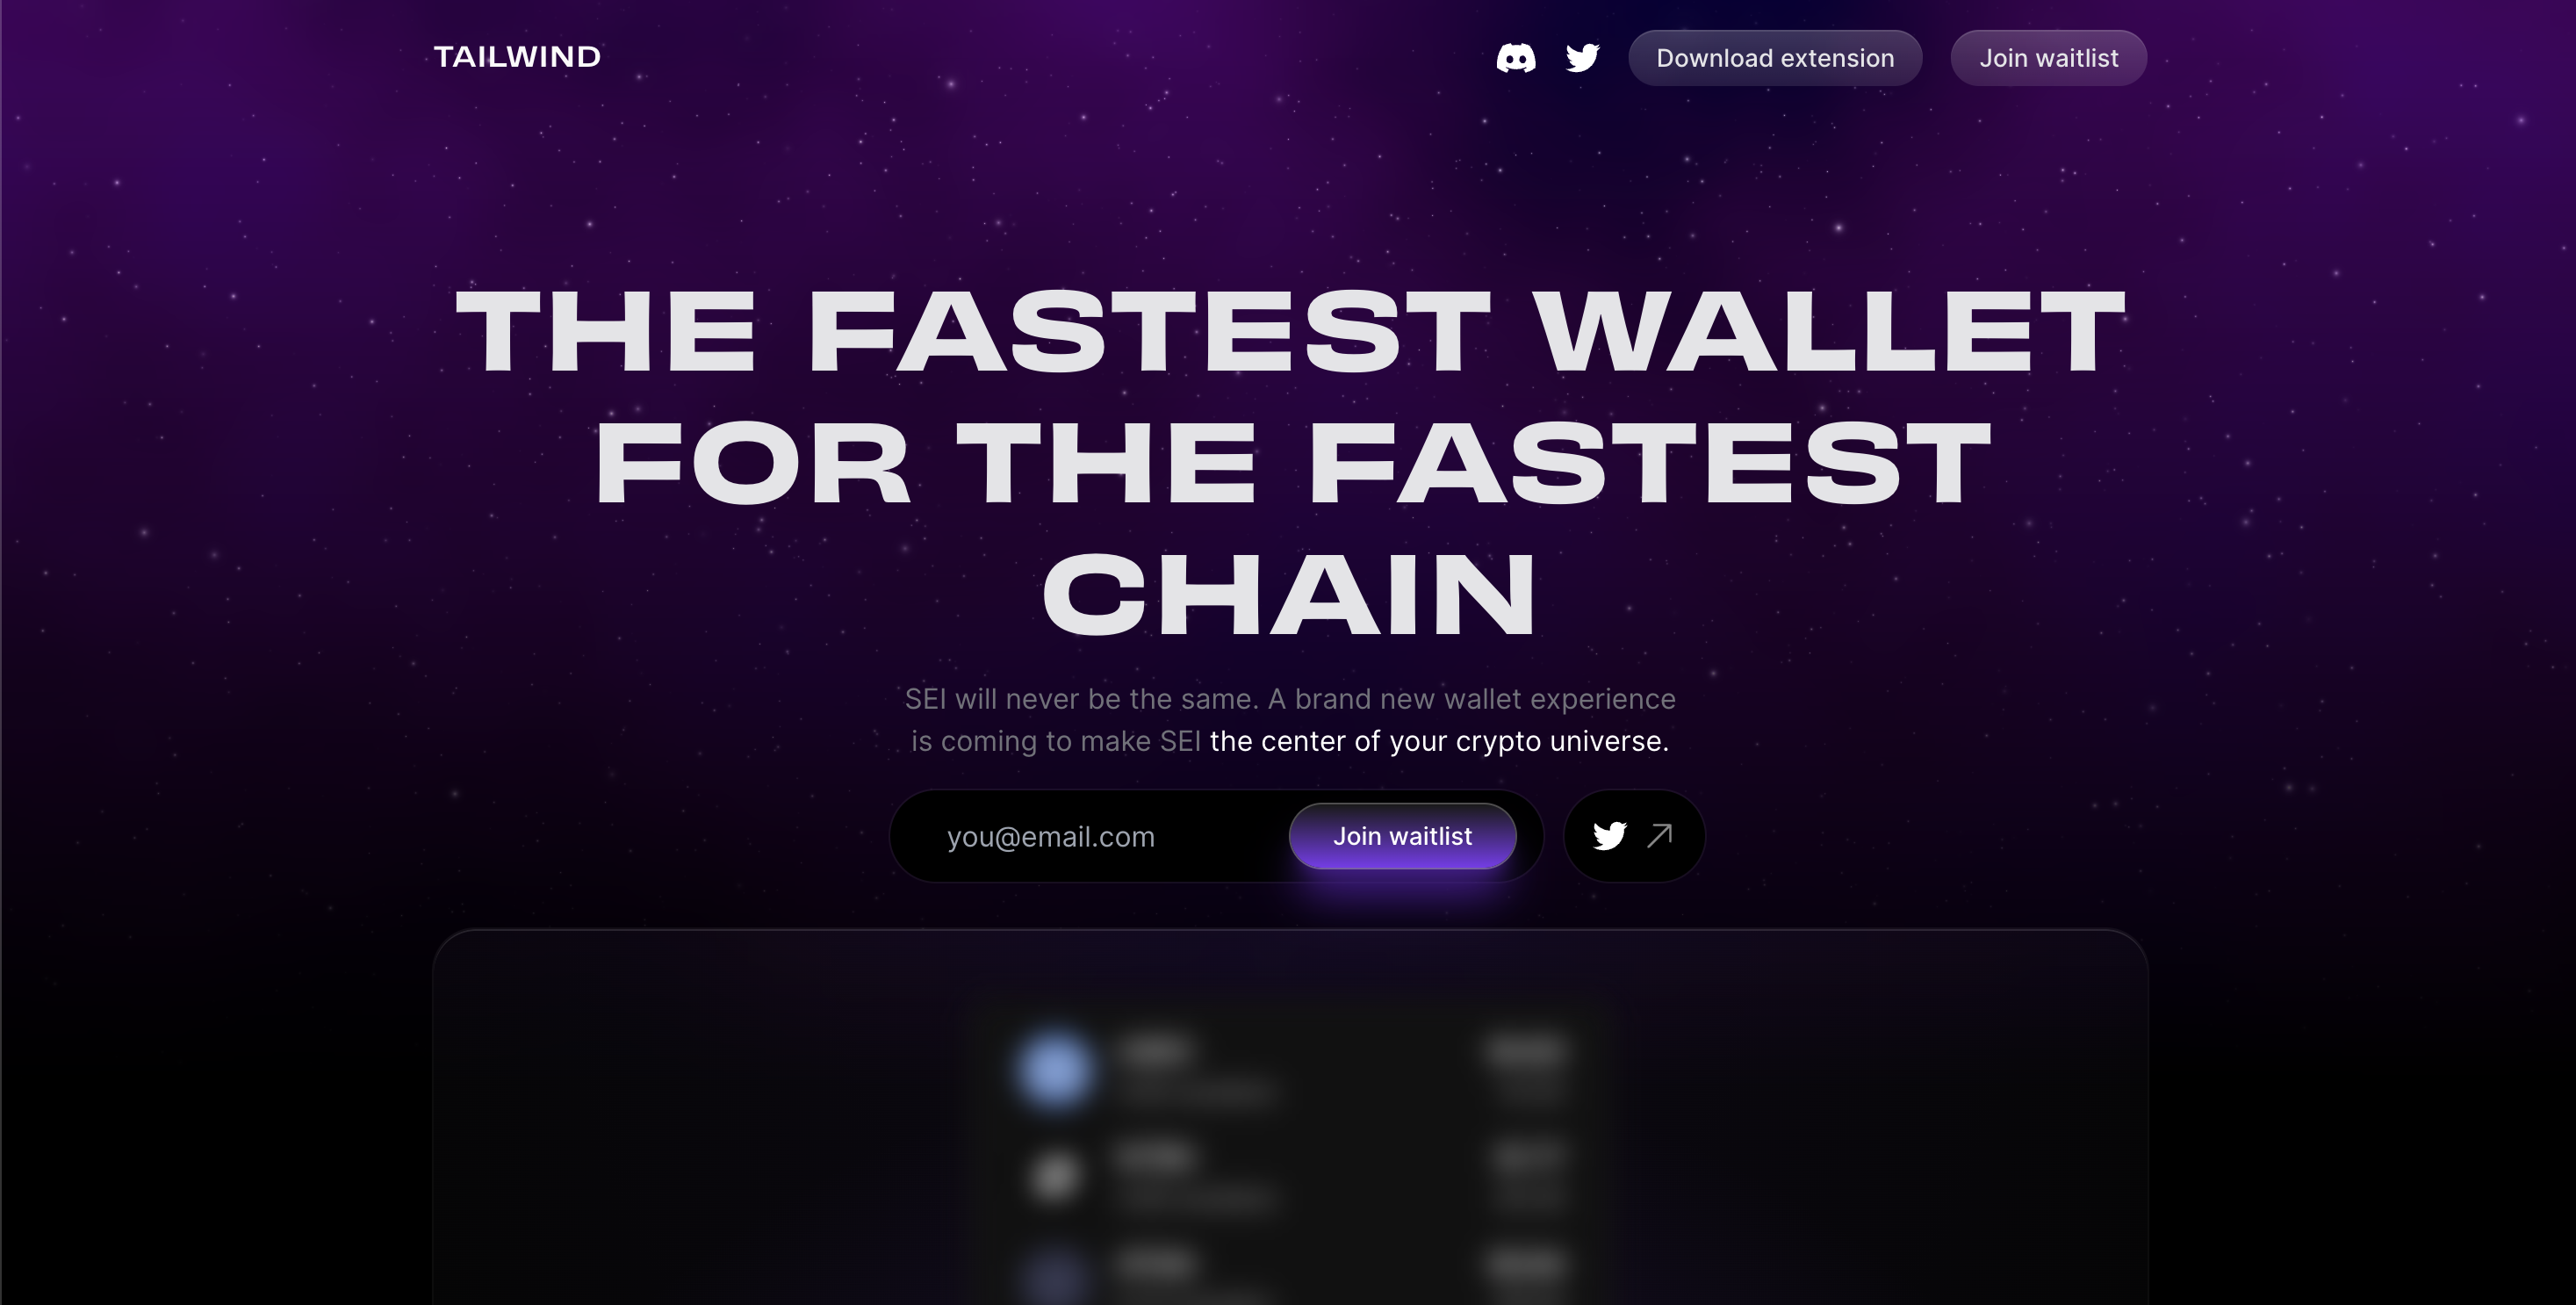 TAILWIND
Download extension
Join waitlist
THE FASTEST WALLET
FOR THE FASTEST
CHAIN
SEI will never be the same. A brand new wallet experience
is coming to make SEI the center of your crypto universe.
you@email.com
Join waitlist